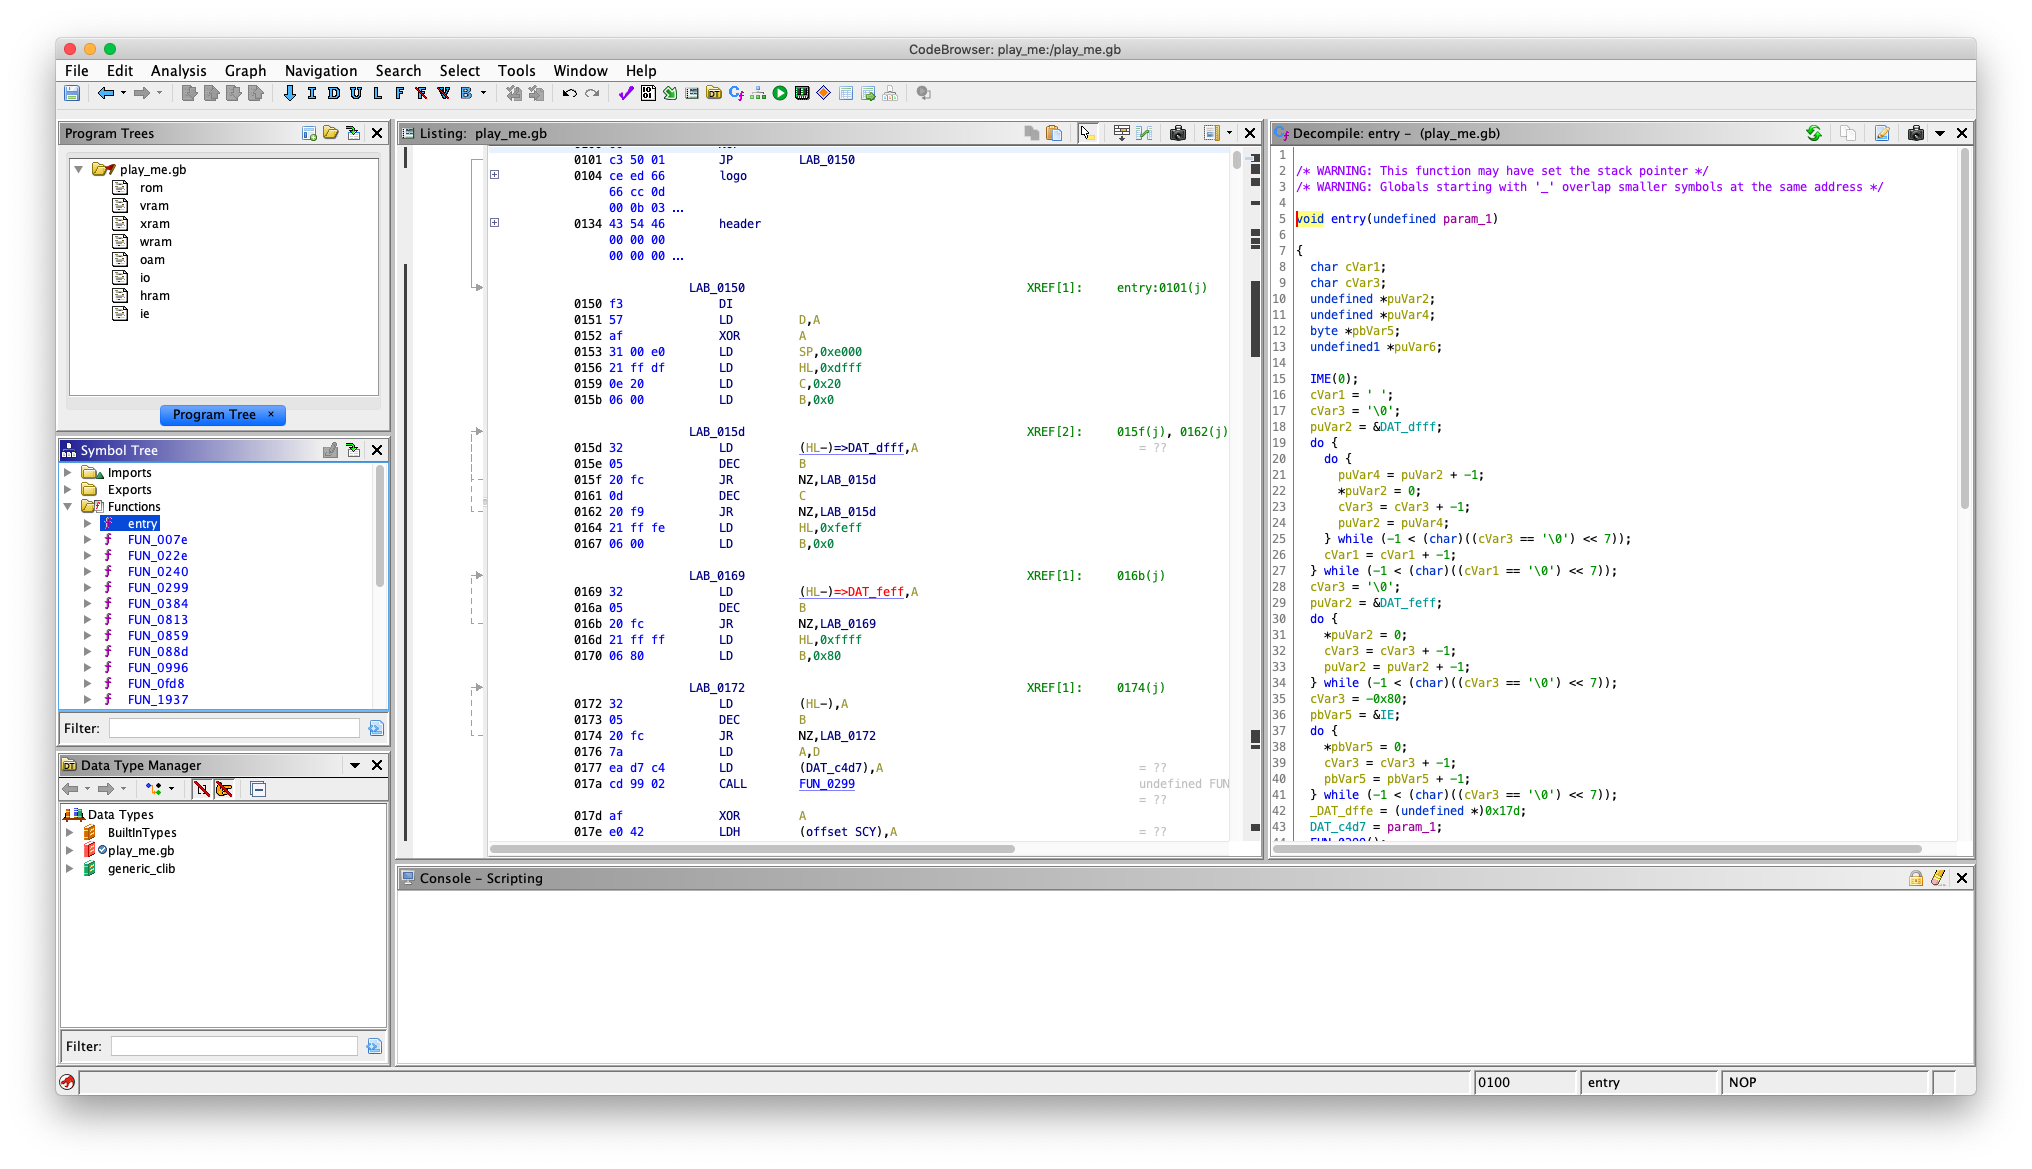 CodeBrowser: play_me:/play_me.gb
File Edit Analysis Graph Navigation Search Select Tools Window Help
I D U L F B
Program Trees
play_me.gb
rom
vram
xram
wram
oam
io
hram
ie
Program Tree ×
Symbol Tree
Imports
Exports
Functions
entry
FUN_007e
FUN_022e
FUN_0240
FUN_0299
FUN_0384
FUN_0813
FUN_0859
FUN_088d
FUN_0996
FUN_0fd8
FUN_1937
Filter:
Data Type Manager
Data Types
BuiltInTypes
play_me.gb
generic_clib
Filter:
Listing: play_me.gb
0101 c3 50 01 JP LAB_0150
0104 ce ed 66 logo
66 cc 0d
00 0b 03 ...
0134 43 54 46 header
00 00 00
00 00 00 ...
LAB_0150 XREF[1]: entry:0101(j)
0150 f3 DI
0151 57 LD D,A
0152 af XOR A
0153 31 00 e0 LD SP,0xe000
0156 21 ff df LD HL,0xdfff
0159 0e 20 LD C,0x20
015b 06 00 LD B,0x0
LAB_015d XREF[2]: 015f(j), 0162(j)
015d 32 LD (HL-)=>DAT_dfff,A = ??
015e 05 DEC B
015f 20 fc JR NZ,LAB_015d
0161 0d DEC C
0162 20 f9 JR NZ,LAB_015d
0164 21 ff fe LD HL,0xfeff
0167 06 00 LD B,0x0
LAB_0169 XREF[1]: 016b(j)
0169 32 LD (HL-)=>DAT_feff,A
016a 05 DEC B
016b 20 fc JR NZ,LAB_0169
016d 21 ff ff LD HL,0xffff
0170 06 80 LD B,0x80
LAB_0172 XREF[1]: 0174(j)
0172 32 LD (HL-),A
0173 05 DEC B
0174 20 fc JR NZ,LAB_0172
0176 7a LD A,D
0177 ea d7 c4 LD (DAT_c4d7),A = ??
017a cd 99 02 CALL FUN_0299 undefined FUN
= ??
017d af XOR A
017e e0 42 LDH (offset SCY),A = ??
Decompile: entry - (play_me.gb)
1
2 /* WARNING: This function may have set the stack pointer */
3 /* WARNING: Globals starting with '_' overlap smaller symbols at the same address */
4
5 void entry(undefined param_1)
6
7 {
8 char cVar1;
9 char cVar3;
10 undefined *puVar2;
11 undefined *puVar4;
12 byte *pbVar5;
13 undefined1 *puVar6;
14
15 IME(0);
16 cVar1 = ' ';
17 cVar3 = '\0';
18 puVar2 = &DAT_dfff;
19 do {
20 do {
21 puVar4 = puVar2 + -1;
22 *puVar2 = 0;
23 cVar3 = cVar3 + -1;
24 puVar2 = puVar4;
25 } while (-1 < (char)((cVar3 == '\0') << 7));
26 cVar1 = cVar1 + -1;
27 } while (-1 < (char)((cVar1 == '\0') << 7));
28 cVar3 = '\0';
29 puVar2 = &DAT_feff;
30 do {
31 *puVar2 = 0;
32 cVar3 = cVar3 + -1;
33 puVar2 = puVar2 + -1;
34 } while (-1 < (char)((cVar3 == '\0') << 7));
35 cVar3 = -0x80;
36 pbVar5 = &IE;
37 do {
38 *pbVar5 = 0;
39 cVar3 = cVar3 + -1;
40 pbVar5 = pbVar5 + -1;
41 } while (-1 < (char)((cVar3 == '\0') << 7));
42 _DAT_dffe = (undefined *)0x17d;
43 DAT_c4d7 = param_1;
Console - Scripting
0100 entry NOP